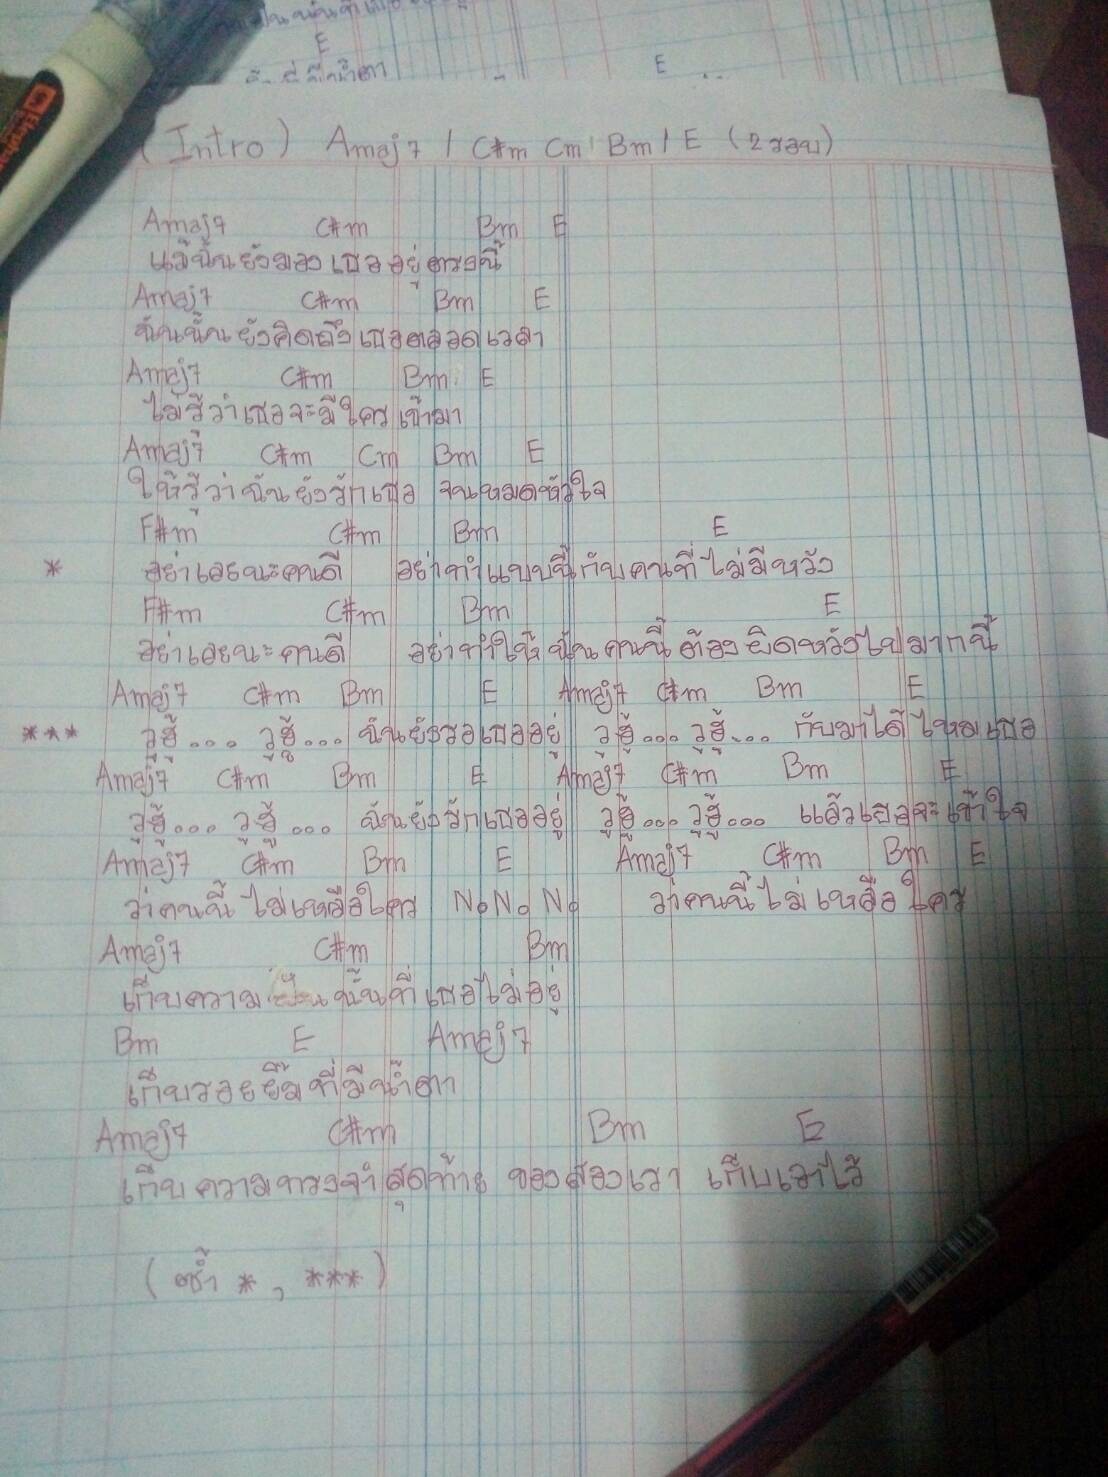 E
E
(Intro) Amaj7 / C#m Cm / Bm / E (2 รอบ)
Amaj7 C#m Bm E
แม้ฉันยังมองเธออยู่ตรงนี้
Amaj7 C#m Bm E
ฉันนั้นยังคิดถึงเธอตลอดเวลา
Amaj7 C#m Bm E
ไม่รู้ว่าเธอจะมีใครเข้ามา
Amaj7 C#m Cm Bm E
ให้รู้ว่าฉันยังรักเธอ จนหมดหัวใจ
F#m C#m Bm E
* อย่าเลยนะคนดี อย่าทำแบบนี้กับคนที่ไม่มีหวัง
F#m C#m Bm E
อย่าเลยนะคนดี อย่าทำให้ฉันคนนี้ต้องผิดหวังไปมากนี้
Amaj7 C#m Bm E Amaj7 C#m Bm E
*** วู้ฮู้... วู้ฮู้... ฉันยังรอเธออยู่ วู้ฮู้... วู้ฮู้... กับมาได้ไหมเธอ
Amaj7 C#m Bm E Amaj7 C#m Bm E
วู้ฮู้... วู้ฮู้... ฉันยังรักเธออยู่ วู้ฮู้... วู้ฮู้... แล้วเธอจะเข้าใจ
Amaj7 C#m Bm E Amaj7 C#m Bm E
ว่าคนนี้ไม่เหลือใคร No No No ว่าคนนี้ไม่เหลือใคร
Amaj7 C#m Bm
เก็บความ นั้นที่เธอไม่อยู่
Bm E Amaj7
เก็บรอยยิ้มที่มีน้ำตา
Amaj7 C#m Bm E
เก็บความทรงจำสุดท้าย ของสองเรา เก็บเอาไว้
(ซ้ำ *, ***)